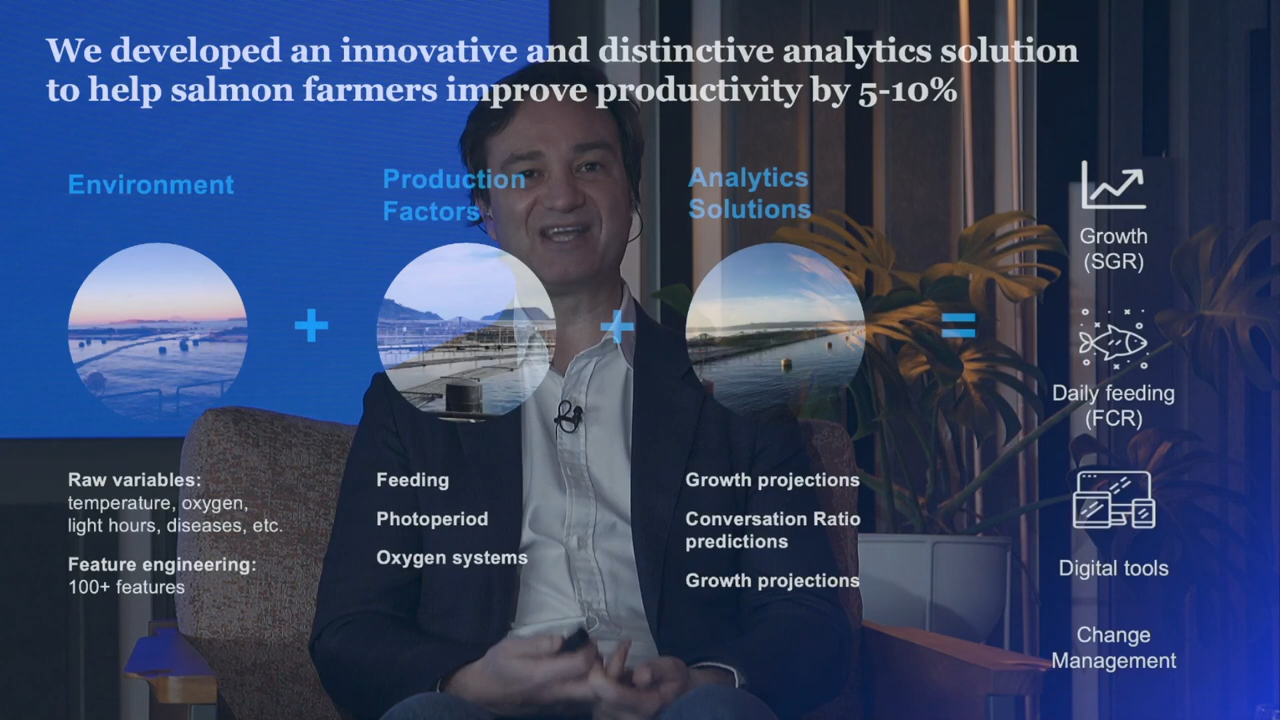 We developed an innovative and distinctive analytics solution
to help salmon farmers improve productivity by 5-10%
Environment
+
Production
Factors
+
Analytics
Solutions
=
Raw variables:
temperature, oxygen,
light hours, diseases, etc.
Feature engineering:
100+ features
Feeding
Photoperiod
Oxygen systems
Growth projections
Conversation Ratio
predictions
Growth projections
Growth
(SGR)
Daily feeding
(FCR)
Digital tools
Change
Management